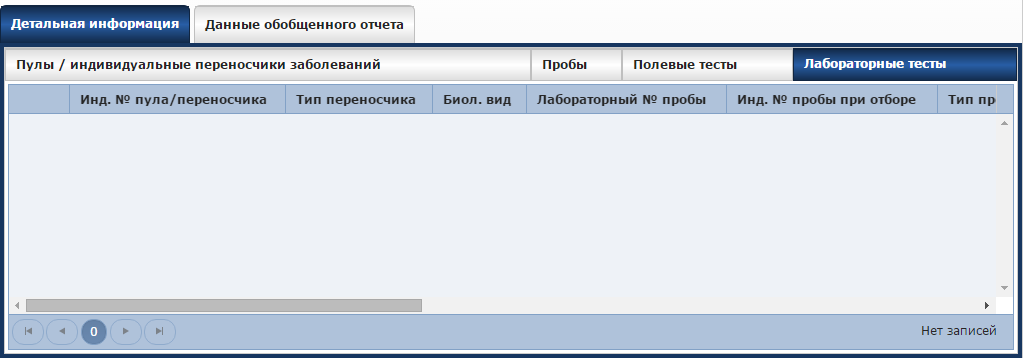 Детальная информация Данные обобщенного отчета
Пулы / индивидуальные переносчики заболеваний Пробы Полевые тесты Лабораторные тесты
Инд. № пула/переносчика Тип переносчика Биол. вид Лабораторный № пробы Инд. № пробы при отборе Тип
0 Нет записей